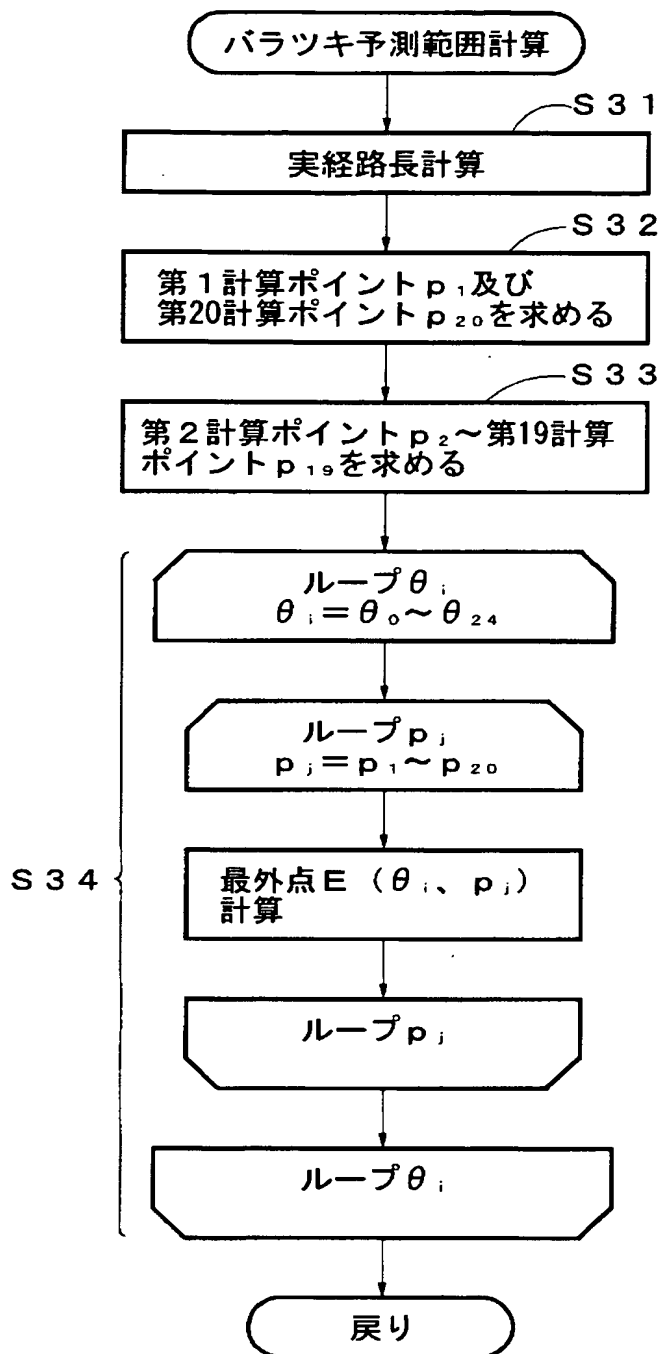 バラツキ予測範囲計算
S31
実経路長計算
S32
第1計算ポイントp₁及び
第20計算ポイントp₂₀を求める
S33
第2計算ポイントp₂～第19計算
ポイントp₁₉を求める
ループθᵢ
θᵢ=θ₀～θ₂₄
ループpⱼ
pⱼ=p₁～p₂₀
S34
最外点E（θᵢ、pⱼ）
計算
ループpⱼ
ループθᵢ
戻り